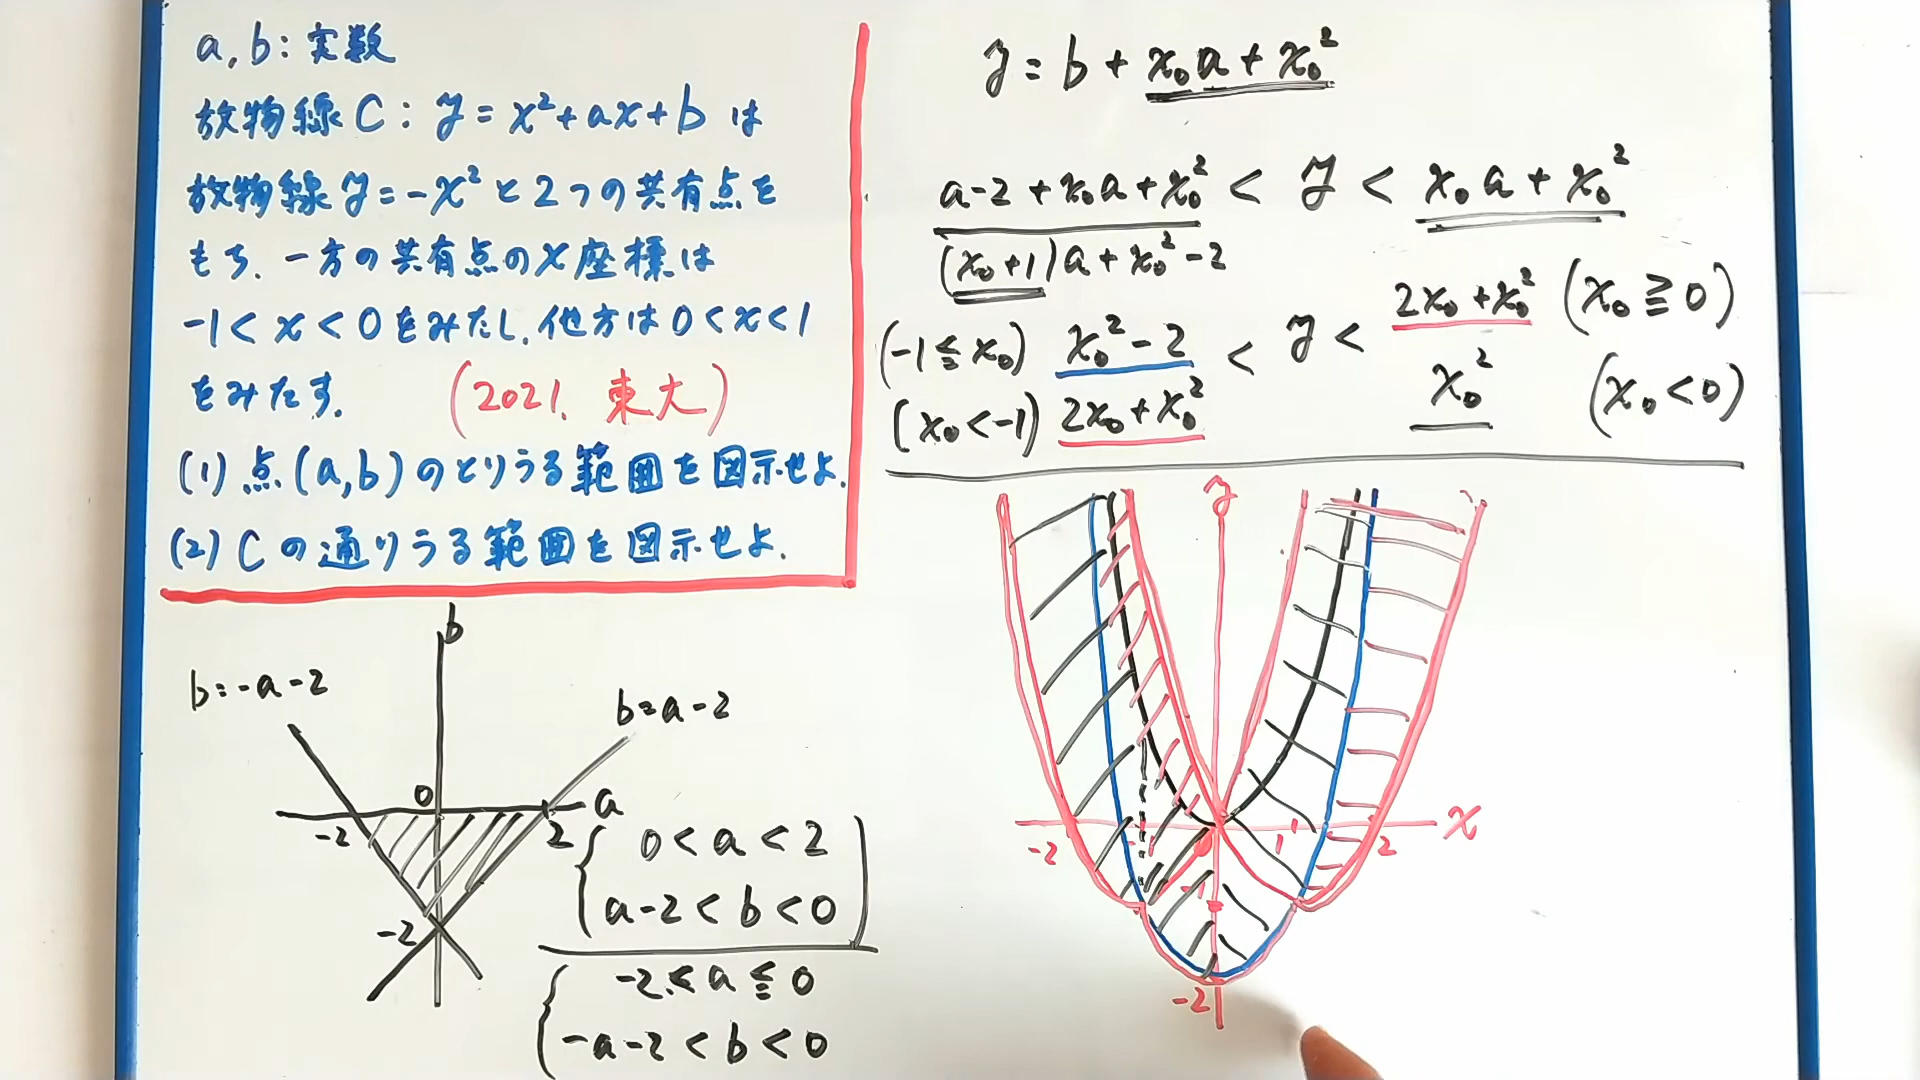 a, b : 実数
放物線 C : y = x² + ax + b は
放物線 y = -x² と2つの共有点を
もち、一方の共有点のx座標は
-1 < x < 0 をみたし、他方は 0 < x < 1
をみたす。 (2021, 東大)
(1) 点(a, b)のとりうる範囲を図示せよ.
(2) Cの通りうる範囲を図示せよ.
b
b = -a-2
b = a-2
0
a
-2
2
-2
0 < a < 2
a-2 < b < 0
-2 < a ≦ 0
-a-2 < b < 0
y = b + x₀a + x₀²
a-2 + x₀a + x₀² < y < x₀a + x₀²
(x₀+1)a + x₀² - 2
(-1 ≦ x₀) x₀² - 2 < y < 2x₀ + x₀² (x₀ ≧ 0)
(x₀ < -1) 2x₀ + x₀² x₀² (x₀ < 0)
y
x
-2
-1
1
2
-1
-2